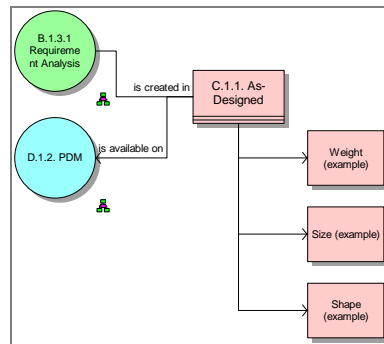 B.1.3.1
Requireme
nt Analysis
is created in
C.1.1. As-
Designed
D.1.2. PDM
is available on
Weight
(example)
Size (example)
Shape
(example)